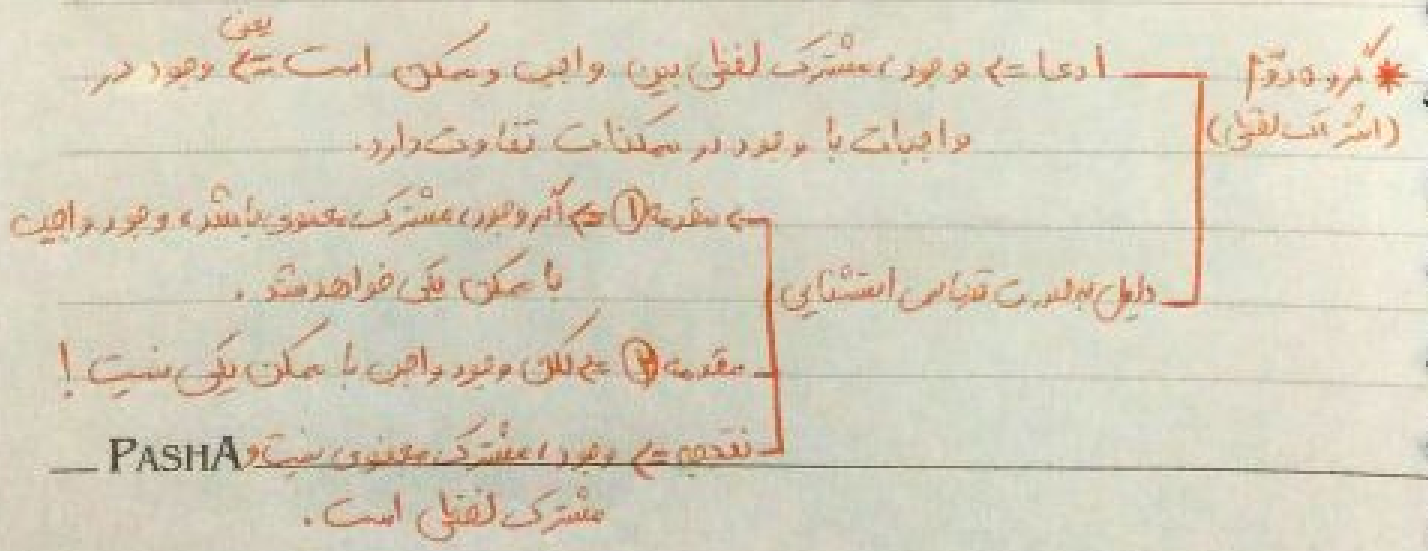 * گروه دوم
(اشتراک لفظی)
ادعا ⇐ وجود، مشترک لفظی بین واجب و ممکن است ⇐ یعنی وجود در
واجبات با وجود در ممکنات تفاوت دارد.
دلیل به صورت قیاس استثنایی
مقدمه ① ⇐ اگر وجود، مشترک معنوی باشد، وجود واجب
با ممکن یکی خواهد شد.
مقدمه ② ⇐ لکن وجود واجب با ممکن یکی نیست!
نتیجه ⇐ وجود، مشترک معنوی نیست و
مشترک لفظی است.
PASHA